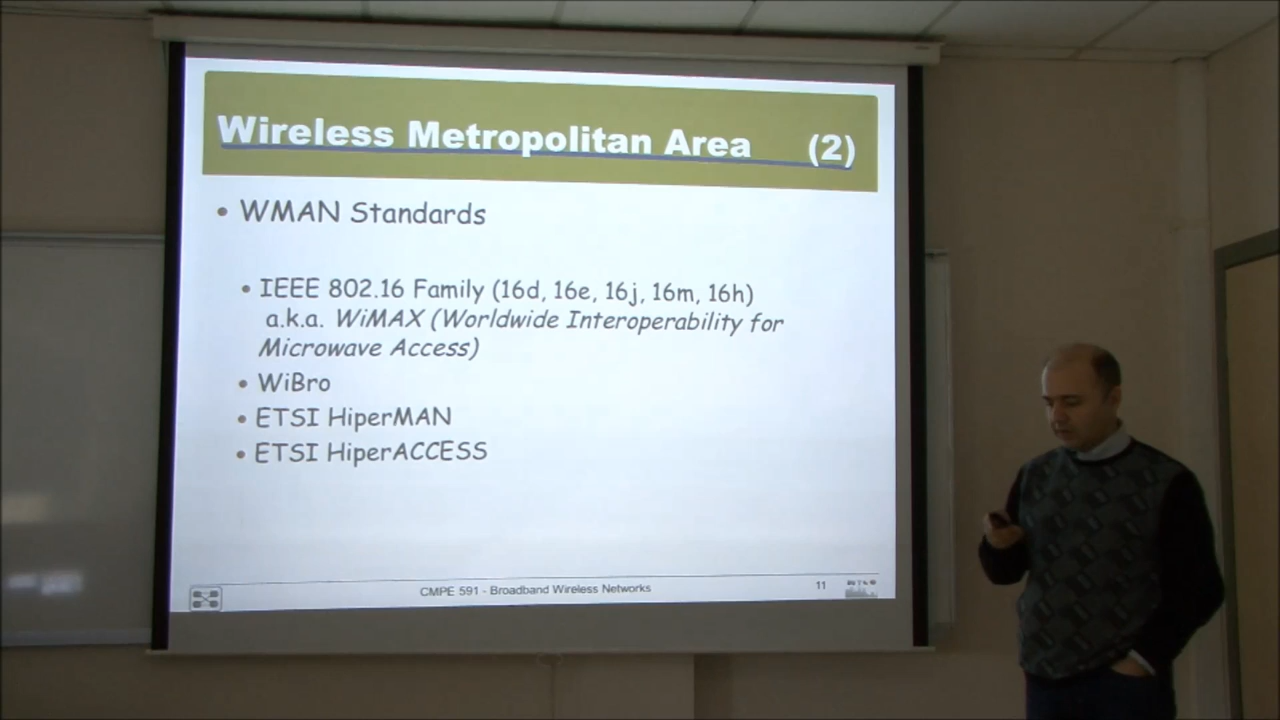 Wireless Metropolitan Area (2)
• WMAN Standards
• IEEE 802.16 Family (16d, 16e, 16j, 16m, 16h)
a.k.a. WiMAX (Worldwide Interoperability for
Microwave Access)
• WiBro
• ETSI HiperMAN
• ETSI HiperACCESS
CMPE 591 - Broadband Wireless Networks
11